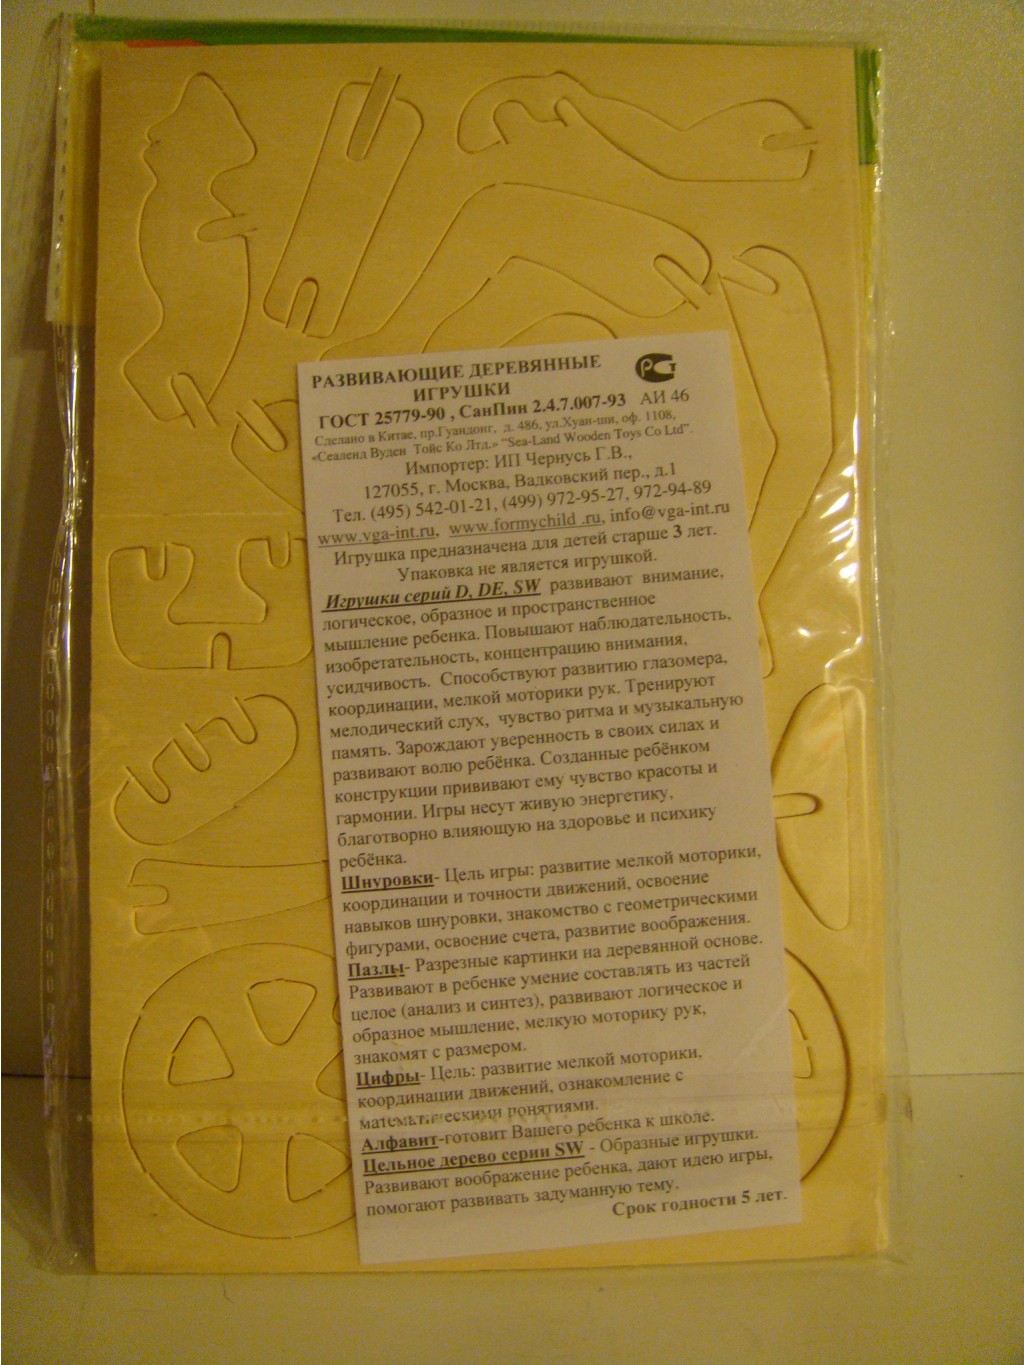 РАЗВИВАЮЩИЕ ДЕРЕВЯННЫЕ
ИГРУШКИ
ГОСТ 25779-90 , СанПин 2.4.7.007-93 АИ 46
Сделано в Китае, пр.Гуандонг, д. 486, ул.Хуан-ши, оф. 1108,
«Сеаленд Вуден Тойс Ко Лтд.» "Sea-Land Wooden Toys Co Ltd".
Импортер: ИП Чернусь Г.В.,
127055, г. Москва, Вадковский пер., д.1
Тел. (495) 542-01-21, (499) 972-95-27, 972-94-89
www.vga-int.ru, www.formychild .ru, info@vga-int.ru
Игрушка предназначена для детей старше 3 лет.
Упаковка не является игрушкой.
Игрушки серий D, DE, SW развивают внимание,
логическое, образное и пространственное
мышление ребенка. Повышают наблюдательность,
изобретательность, концентрацию внимания,
усидчивость. Способствуют развитию глазомера,
координации, мелкой моторики рук. Тренируют
мелодический слух, чувство ритма и музыкальную
память. Зарождают уверенность в своих силах и
развивают волю ребёнка. Созданные ребёнком
конструкции прививают ему чувство красоты и
гармонии. Игры несут живую энергетику,
благотворно влияющую на здоровье и психику
ребёнка.
Шнуровки- Цель игры: развитие мелкой моторики,
координации и точности движений, освоение
навыков шнуровки, знакомство с геометрическими
фигурами, освоение счета, развитие воображения.
Пазлы- Разрезные картинки на деревянной основе.
Развивают в ребенке умение составлять из частей
целое (анализ и синтез), развивают логическое и
образное мышление, мелкую моторику рук,
знакомят с размером.
Цифры- Цель: развитие мелкой моторики,
координации движений, ознакомление с
математическими понятиями.
Алфавит-готовит Вашего ребенка к школе.
Цельное дерево серии SW - Образные игрушки.
Развивают воображение ребенка, дают идею игры,
помогают развивать задуманную тему.
Срок годности 5 лет.